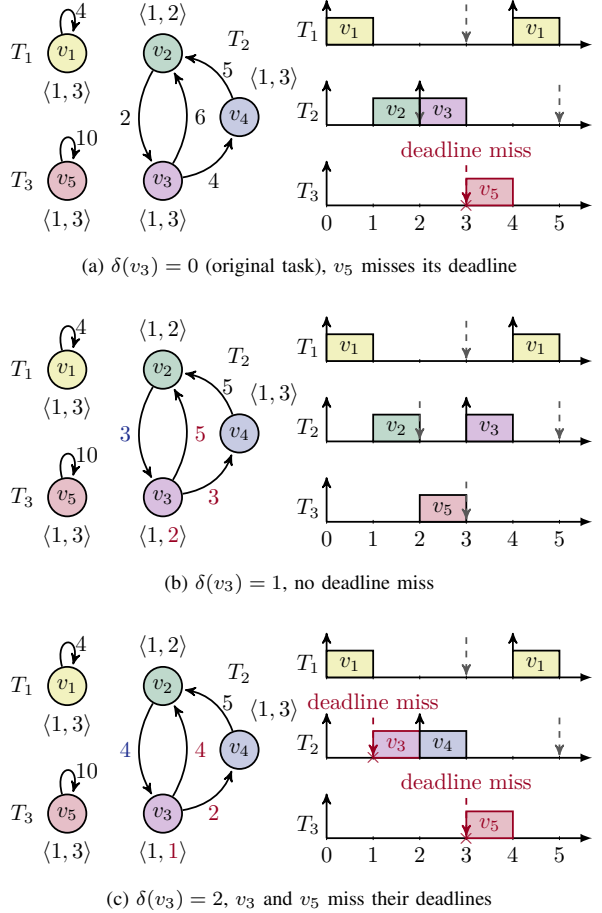 4 ⟨1, 2⟩
T₁ v₁ v₂ T₂ T₁ v₁ v₁
5 ⟨1, 3⟩
⟨1, 3⟩
10 2 6 v₄ T₂ v₂ v₃
deadline miss
T₃ v₅ v₃ 4 T₃ v₅
⟨1, 3⟩ ⟨1, 3⟩ 0 1 2 3 4 5
(a) δ(v₃) = 0 (original task), v₅ misses its deadline
4 ⟨1, 2⟩
T₁ v₁ v₂ T₂ T₁ v₁ v₁
5 ⟨1, 3⟩
⟨1, 3⟩
10 3 5 v₄ T₂ v₂ v₃
T₃ v₅ v₃ 3 T₃ v₅
⟨1, 3⟩ ⟨1, 2⟩ 0 1 2 3 4 5
(b) δ(v₃) = 1, no deadline miss
4 ⟨1, 2⟩
T₁ v₁ v₂ T₂ T₁ v₁ v₁
5 ⟨1, 3⟩
⟨1, 3⟩ deadline miss
10 4 4 v₄ T₂ v₃ v₄
deadline miss
T₃ v₅ v₃ 2 T₃ v₅
⟨1, 3⟩ ⟨1, 1⟩ 0 1 2 3 4 5
(c) δ(v₃) = 2, v₃ and v₅ miss their deadlines